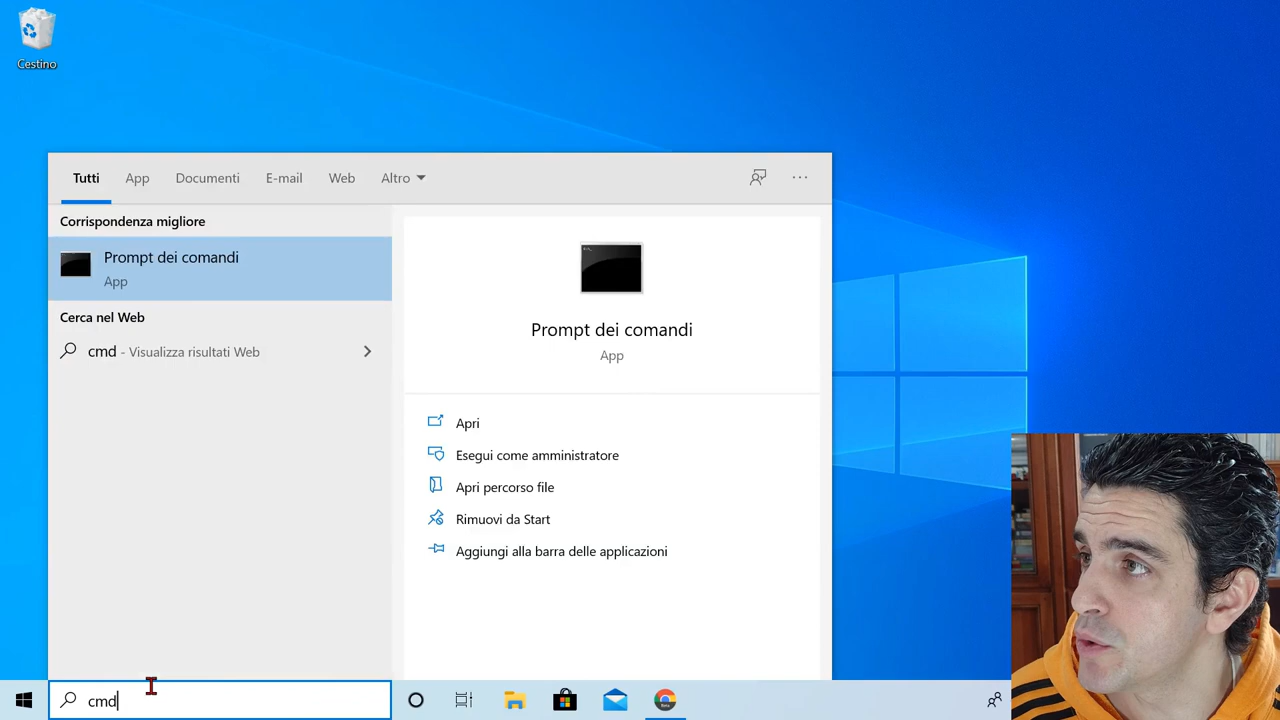 Cestino
Tutti App Documenti E-mail Web Altro
Corrispondenza migliore
Prompt dei comandi
App
Cerca nel Web
cmd - Visualizza risultati Web
Prompt dei comandi
App
Apri
Esegui come amministratore
Apri percorso file
Rimuovi da Start
Aggiungi alla barra delle applicazioni
cmd